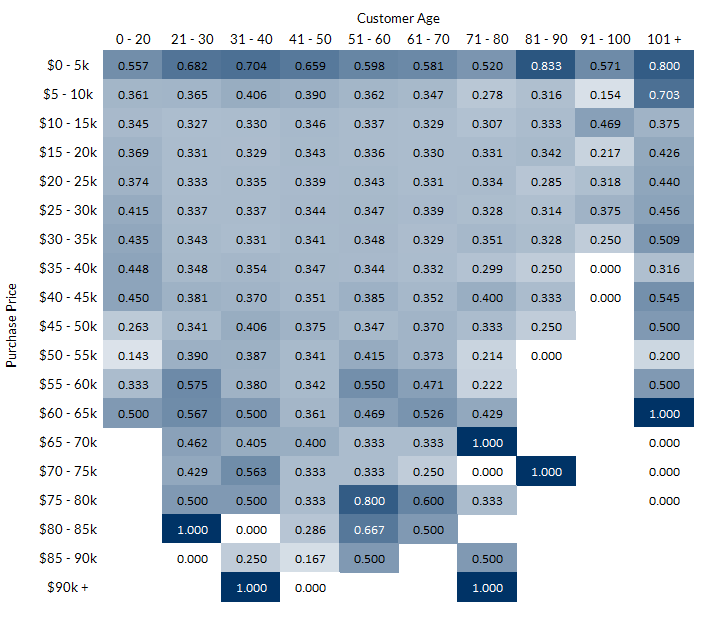 Customer Age
0 - 20 21 - 30 31 - 40 41 - 50 51 - 60 61 - 70 71 - 80 81 - 90 91 - 100 101 +
Purchase Price
$0 - 5k 0.557 0.682 0.704 0.659 0.598 0.581 0.520 0.833 0.571 0.800
$5 - 10k 0.361 0.365 0.406 0.390 0.362 0.347 0.278 0.316 0.154 0.703
$10 - 15k 0.345 0.327 0.330 0.346 0.337 0.329 0.307 0.333 0.469 0.375
$15 - 20k 0.369 0.331 0.329 0.343 0.336 0.330 0.331 0.342 0.217 0.426
$20 - 25k 0.374 0.333 0.335 0.339 0.343 0.331 0.334 0.285 0.318 0.440
$25 - 30k 0.415 0.337 0.337 0.344 0.347 0.339 0.328 0.314 0.375 0.456
$30 - 35k 0.435 0.343 0.331 0.341 0.348 0.329 0.351 0.328 0.250 0.509
$35 - 40k 0.448 0.348 0.354 0.347 0.344 0.332 0.299 0.250 0.000 0.316
$40 - 45k 0.450 0.381 0.370 0.351 0.385 0.352 0.400 0.333 0.000 0.545
$45 - 50k 0.263 0.341 0.406 0.375 0.347 0.370 0.333 0.250 0.500
$50 - 55k 0.143 0.390 0.387 0.341 0.415 0.373 0.214 0.000 0.200
$55 - 60k 0.333 0.575 0.380 0.342 0.550 0.471 0.222 0.500
$60 - 65k 0.500 0.567 0.500 0.361 0.469 0.526 0.429 1.000
$65 - 70k 0.462 0.405 0.400 0.333 0.333 1.000 0.000
$70 - 75k 0.429 0.563 0.333 0.333 0.250 0.000 1.000 0.000
$75 - 80k 0.500 0.500 0.333 0.800 0.600 0.333 0.000
$80 - 85k 1.000 0.000 0.286 0.667 0.500
$85 - 90k 0.000 0.250 0.167 0.500 0.500
$90k + 1.000 0.000 1.000